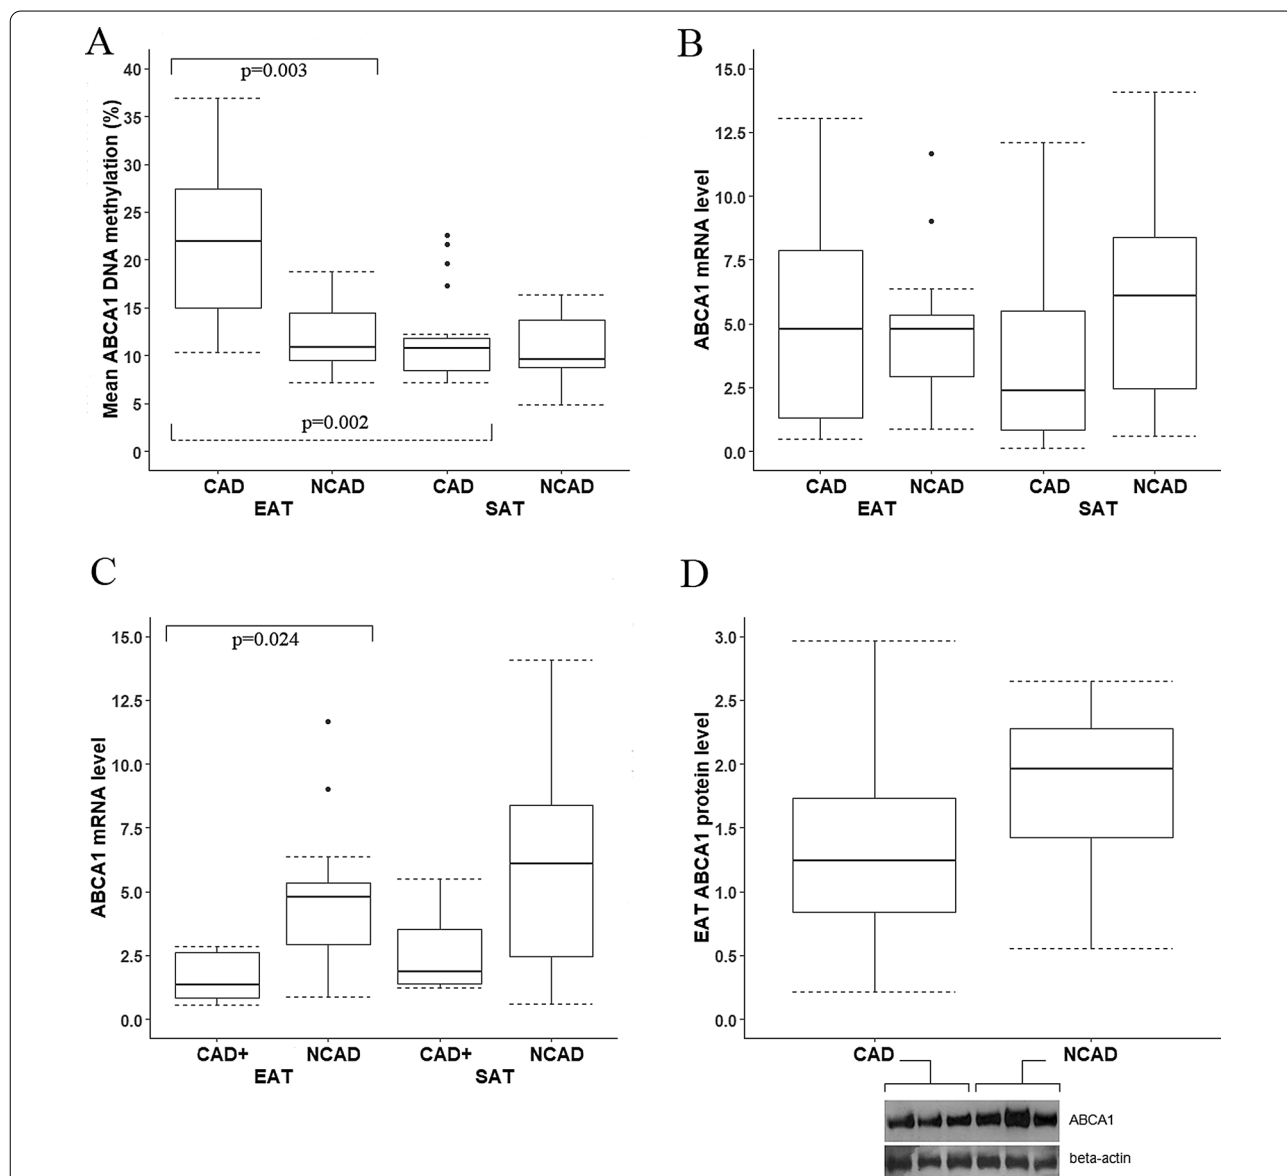 A
Mean ABCA1 DNA methylation (%)
40
35
30
25
20
15
10
5
0
p=0.003
p=0.002
CAD NCAD CAD NCAD
EAT SAT
B
ABCA1 mRNA level
15.0
12.5
10.0
7.5
5.0
2.5
0.0
CAD NCAD CAD NCAD
EAT SAT
C
ABCA1 mRNA level
15.0
12.5
10.0
7.5
5.0
2.5
0.0
p=0.024
CAD+ NCAD CAD+ NCAD
EAT SAT
D
EAT ABCA1 protein level
3.0
2.5
2.0
1.5
1.0
0.5
0.0
CAD NCAD
ABCA1
beta-actin